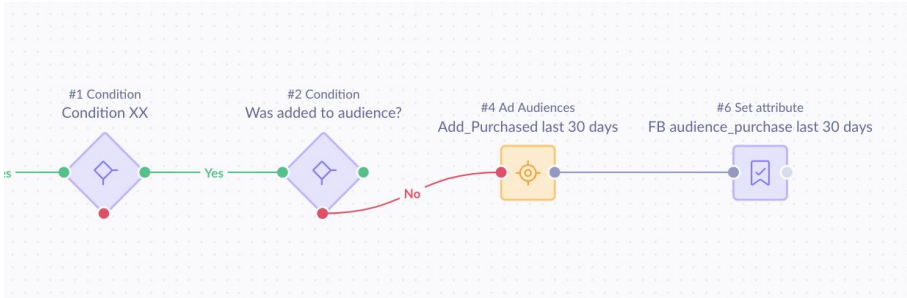 #1 Condition
Condition XX
#2 Condition
Was added to audience?
#4 Ad Audiences
Add_Purchased last 30 days
#6 Set attribute
FB audience_purchase last 30 days
es
Yes
No